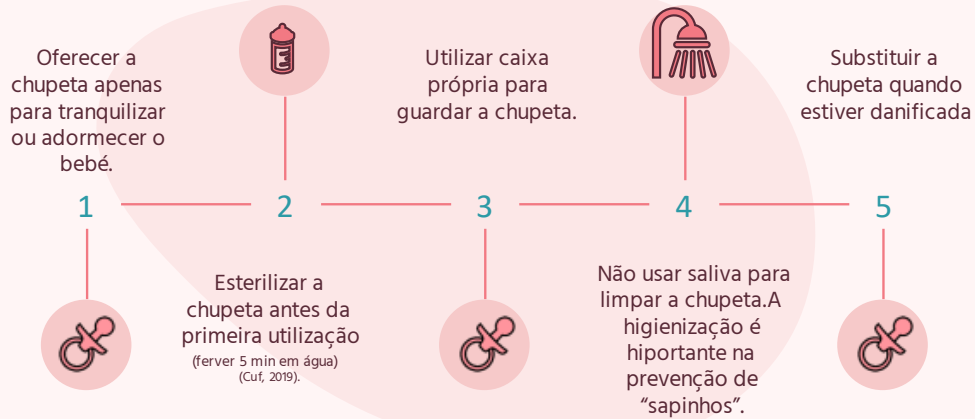 Oferecer a
chupeta apenas
para tranquilizar
ou adormecer o
bebé.
1
2
Esterilizar a
chupeta antes da
primeira utilização
(ferver 5 min em água)
(Cuf, 2019).
Utilizar caixa
própria para
guardar a chupeta.
3
4
Não usar saliva para
limpar a chupeta.A
higienização é
hiportante na
prevenção de
“sapinhos”.
Substituir a
chupeta quando
estiver danificada
5